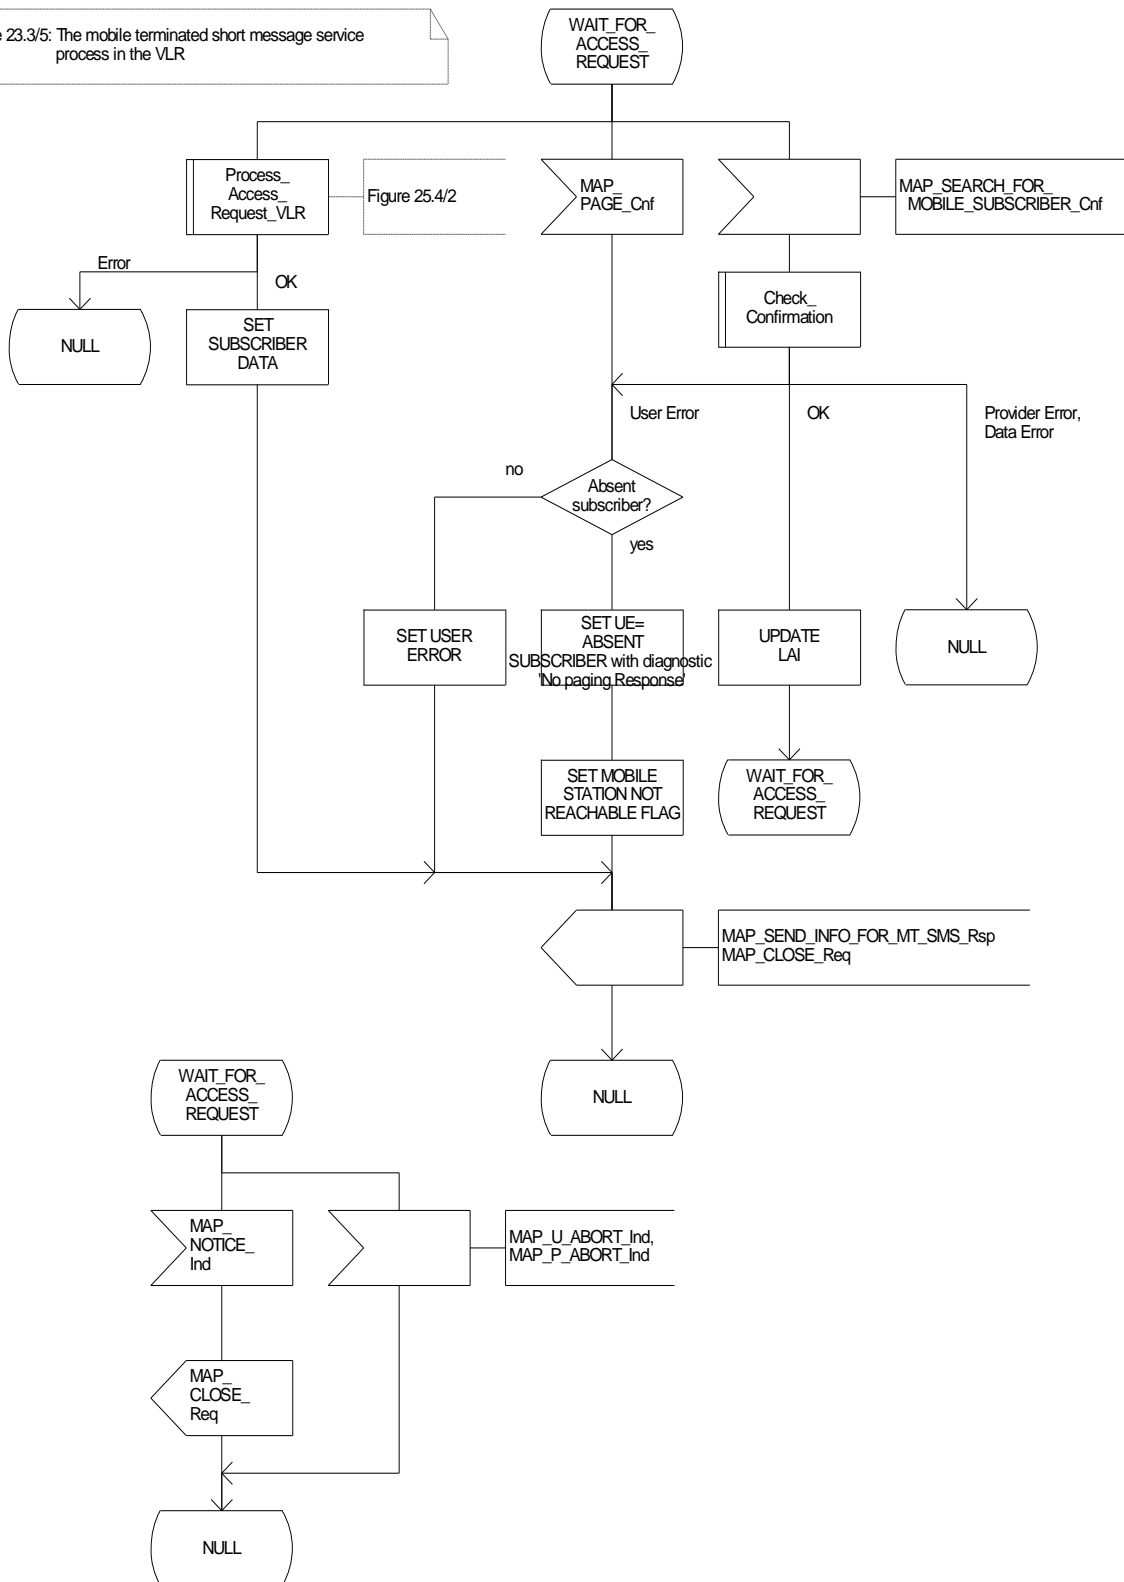 23.3/5: The mobile terminated short message service
process in the VLR
WAIT_FOR_
ACCESS_
REQUEST
Process_
Access_
Request_VLR
Figure 25.4/2
MAP_
PAGE_Cnf
MAP_SEARCH_FOR_
MOBILE_SUBSCRIBER_Cnf
Error
OK
Check_
Confirmation
NULL
SET
SUBSCRIBER
DATA
User Error
OK
Provider Error,
Data Error
no
Absent
subscriber?
yes
SET USER
ERROR
SET UE=
ABSENT
SUBSCRIBER with diagnostic
'No paging Response'
UPDATE
LAI
NULL
SET MOBILE
STATION NOT
REACHABLE FLAG
WAIT_FOR_
ACCESS_
REQUEST
MAP_SEND_INFO_FOR_MT_SMS_Rsp
MAP_CLOSE_Req
NULL
WAIT_FOR_
ACCESS_
REQUEST
MAP_
NOTICE_
Ind
MAP_U_ABORT_Ind,
MAP_P_ABORT_Ind
MAP_
CLOSE_
Req
NULL